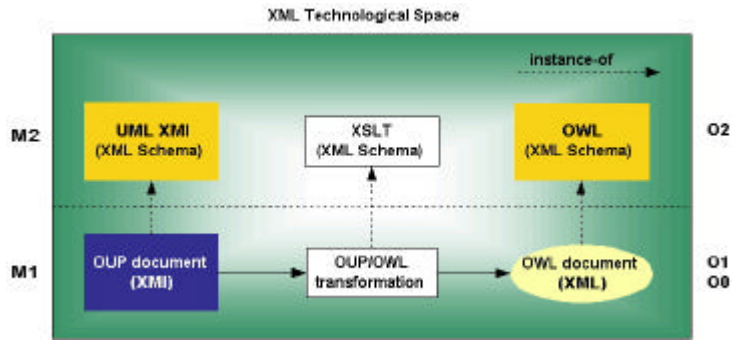 XML Technological Space
instance-of
M2
UML XMI
(XML Schema)
XSLT
(XML Schema)
OWL
(XML Schema)
O2
M1
OUP document
(XMI)
OUP/OWL
transformation
OWL document
(XML)
O1
O0